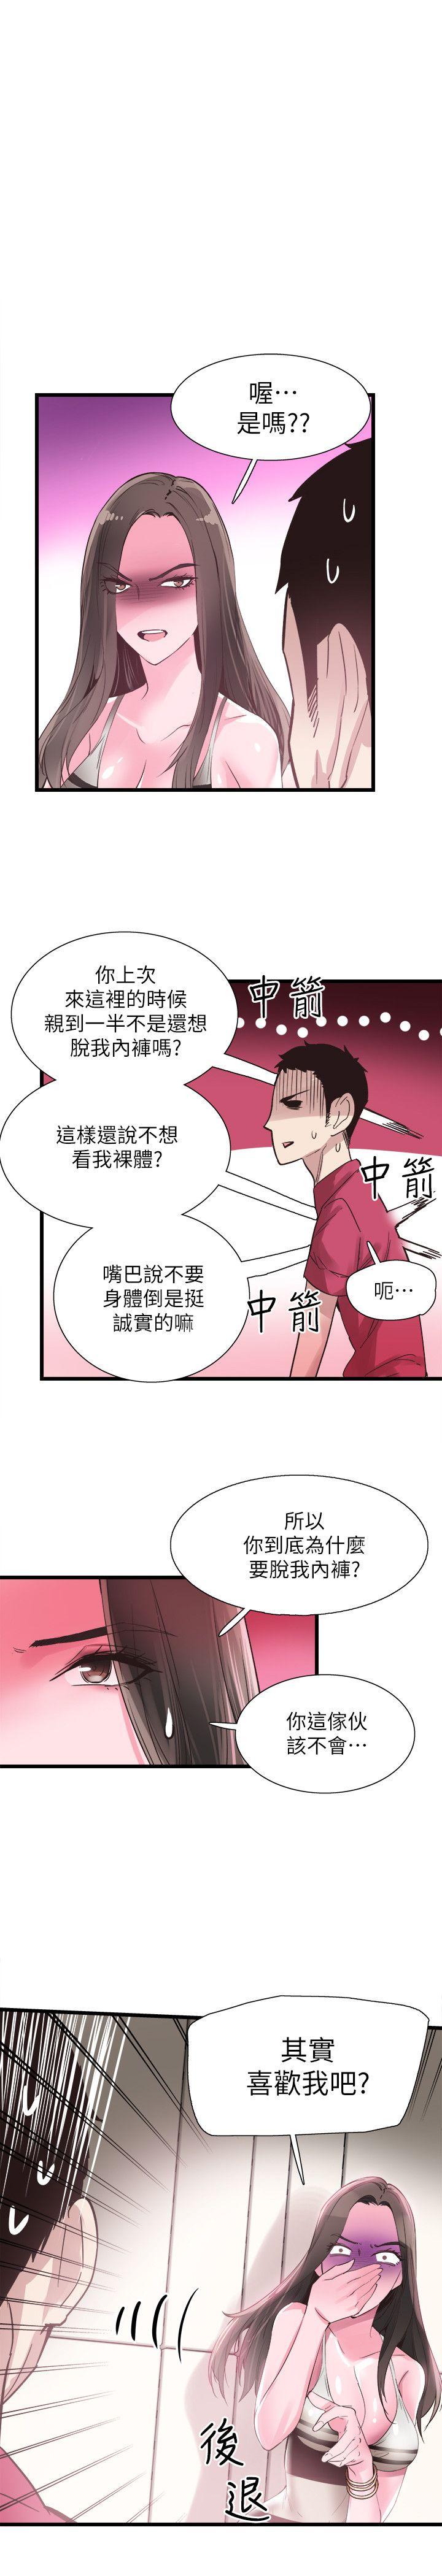 喔…
是嗎??
你上次
來這裡的時候
親到一半不是還想
脫我內褲嗎?
中箭
這樣還說不想
看我裸體?
中箭
嘴巴說不要
身體倒是挺
誠實的嘛
中箭
呃…
所以
你到底為什麼
要脫我內褲?
你這傢伙
該不會…
其實
喜歡我吧?
後退